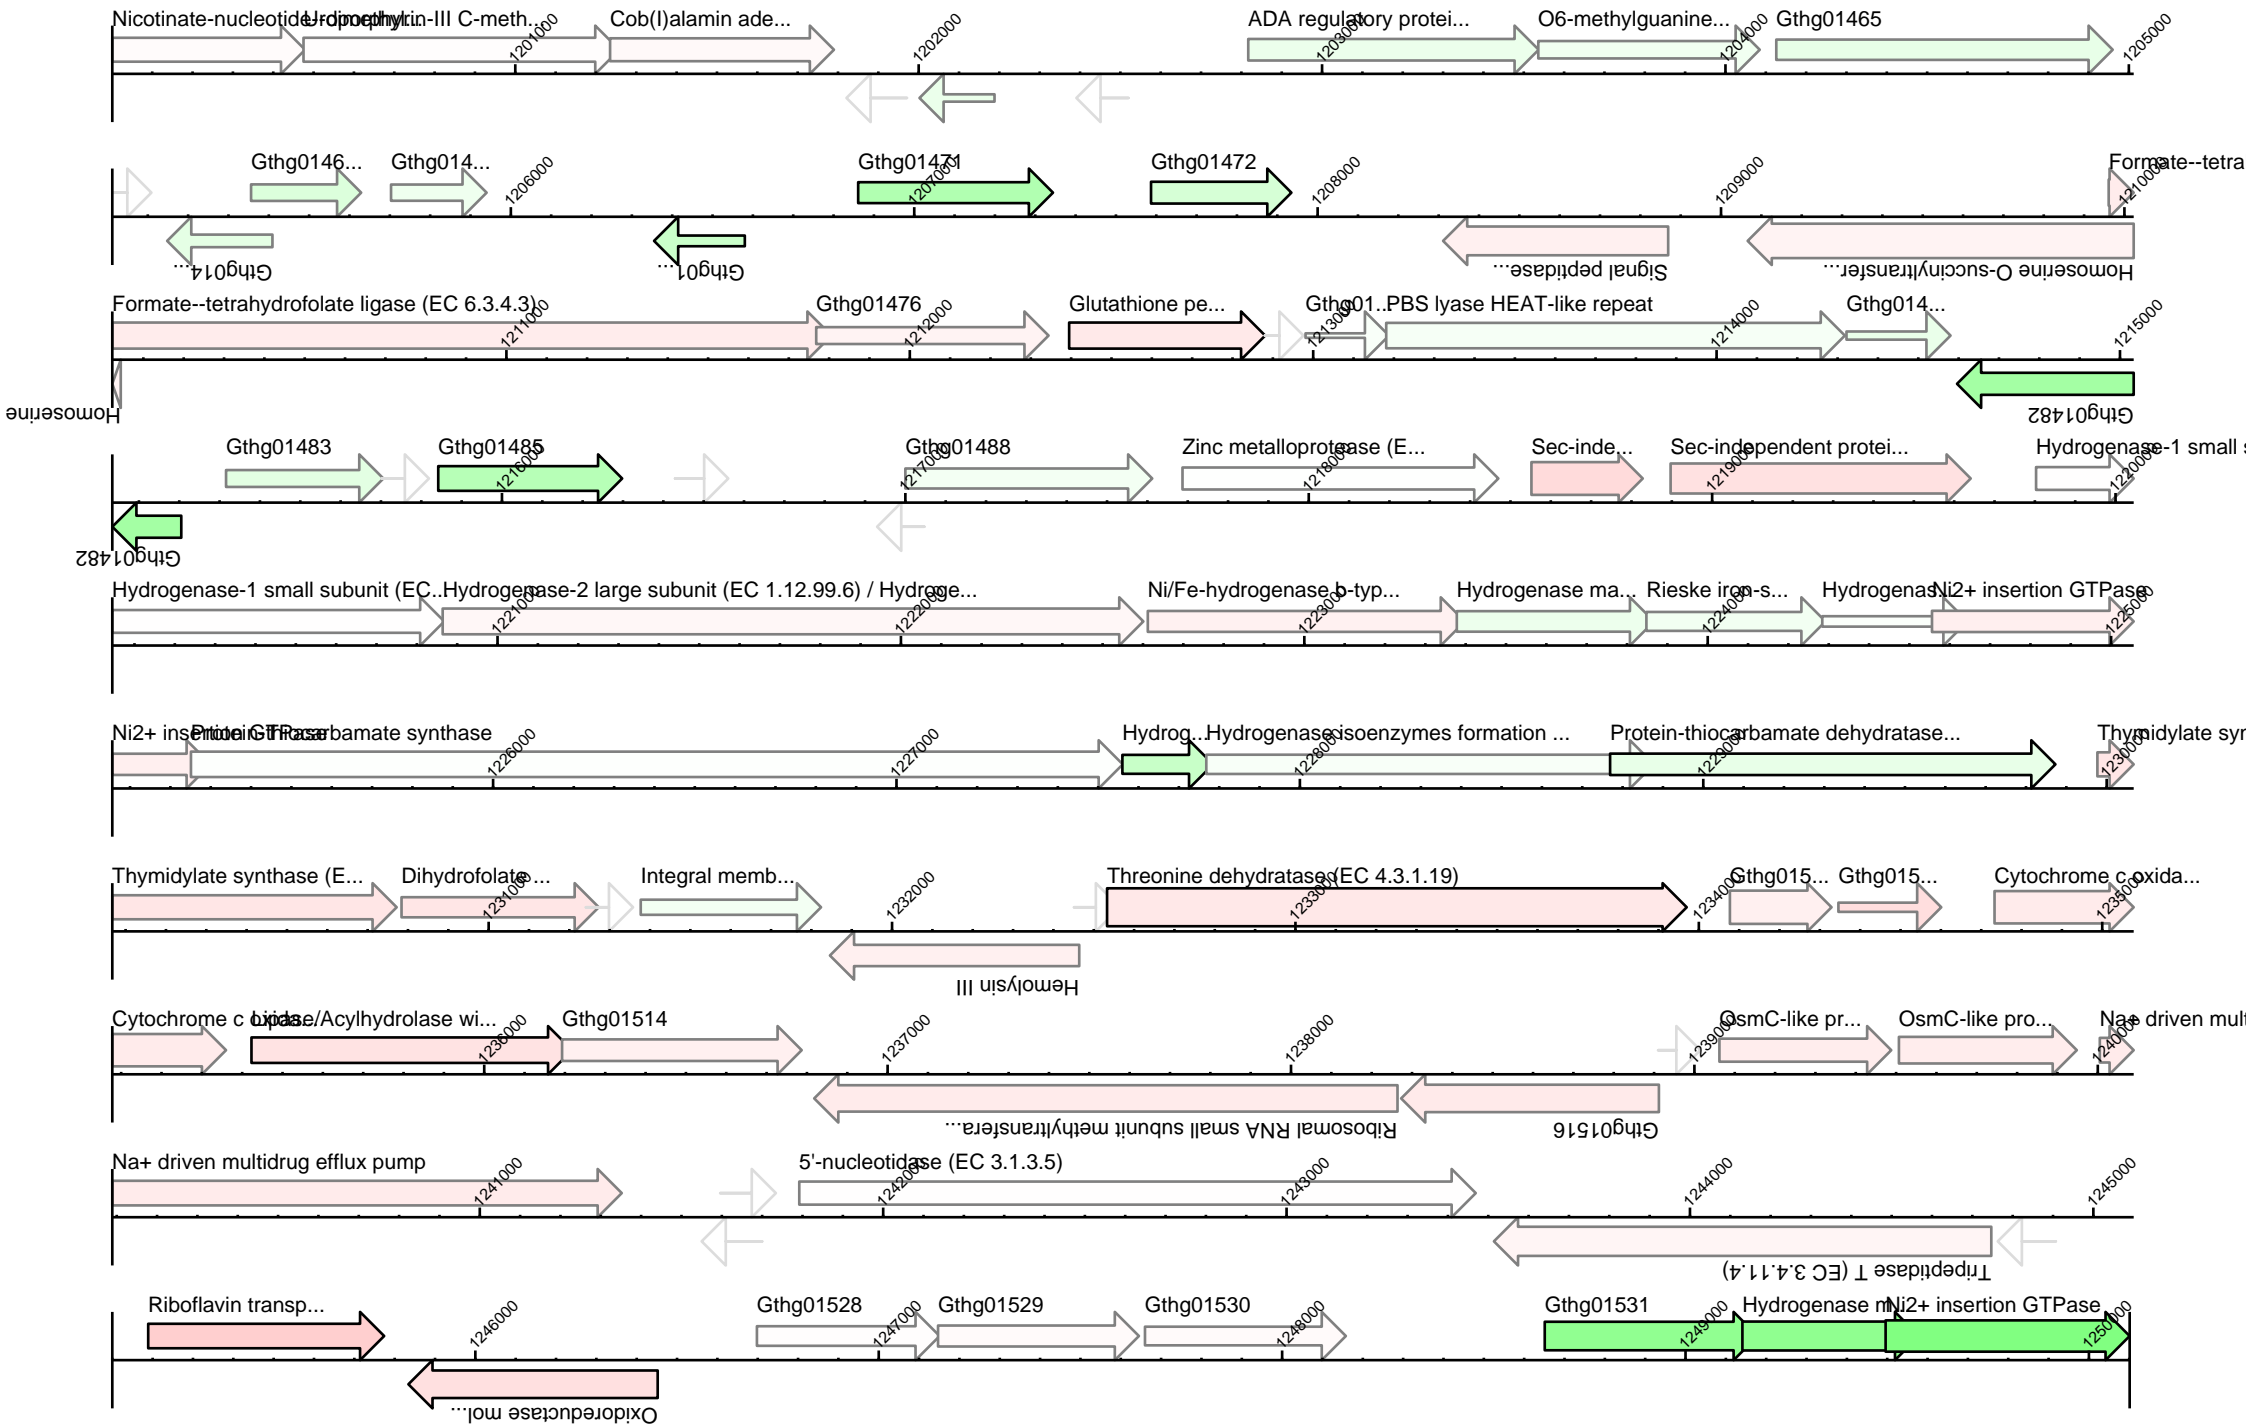 Nicotinate-nucleotide--dimethyl... Uroporphyrin-III C-meth... Cob(I)alamin ade... ADA regulatory protei... O6-methylguanine... Gthg01465
1201000 1202000 1203000 1204000 1205000
Gthg0146... Gthg014... Gthg01471 Gthg01472 Formate--tetra
1206000 1207000 1208000 1209000 1210000
Gthg014... Gthg01... Signal peptidase... Homoserine O-succinyltransfer...
Formate--tetrahydrofolate ligase (EC 6.3.4.3) Gthg01476 Glutathione pe... Gthg01... PBS lyase HEAT-like repeat Gthg014...
1211000 1212000 1213000 1214000 1215000
Homoserine Gthg01482
Gthg01483 Gthg01485 Gthg01488 Zinc metalloprotease (E... Sec-inde... Sec-independent protei... Hydrogenase-1 small s
1216000 1217000 1218000 1219000 1220000
Gthg01482
Hydrogenase-1 small subunit (EC... Hydrogenase-2 large subunit (EC 1.12.99.6) / Hydroge... Ni/Fe-hydrogenase b-typ... Hydrogenase ma... Rieske iron-s... Hydrogenas... Ni2+ insertion GTPase
1221000 1222000 1223000 1224000 1225000
Ni2+ insertion GTPase Protein-thiocarbamate synthase Hydrog... Hydrogenase isoenzymes formation ... Protein-thiocarbamate dehydratase... Thymidylate syn
1226000 1227000 1228000 1229000 1230000
Thymidylate synthase (E... Dihydrofolate ... Integral memb... Threonine dehydratase (EC 4.3.1.19) Gthg015... Gthg015... Cytochrome c oxida...
1231000 1232000 1233000 1234000 1235000
Hemolysin III
Cytochrome c oxida... Lipase/Acylhydrolase wi... Gthg01514 OsmC-like pr... OsmC-like pro... Na+ driven mult
1236000 1237000 1238000 1239000 1240000
Ribosomal RNA small subunit methyltransfera... Gthg01516
Na+ driven multidrug efflux pump 5'-nucleotidase (EC 3.1.3.5)
1241000 1242000 1243000 1244000 1245000
Tripeptidase T (EC 3.4.11.4)
Riboflavin transp... Gthg01528 Gthg01529 Gthg01530 Gthg01531 Hydrogenase m... Ni2+ insertion GTPase
1246000 1247000 1248000 1249000 1250000
Oxidoreductase mol...